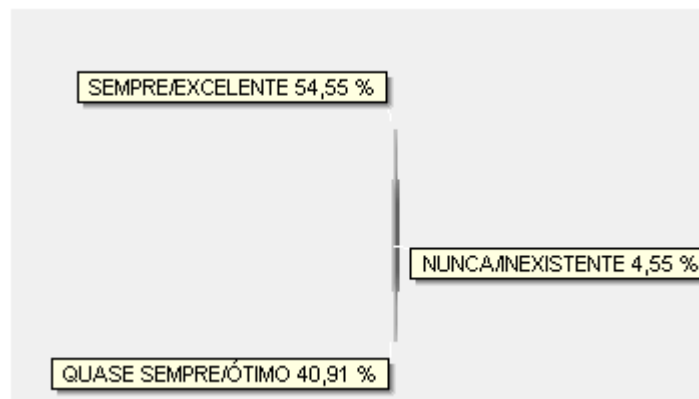 SEMPRE/EXCELENTE 54,55 %
NUNCA/INEXISTENTE 4,55 %
QUASE SEMPRE/ÓTIMO 40,91 %